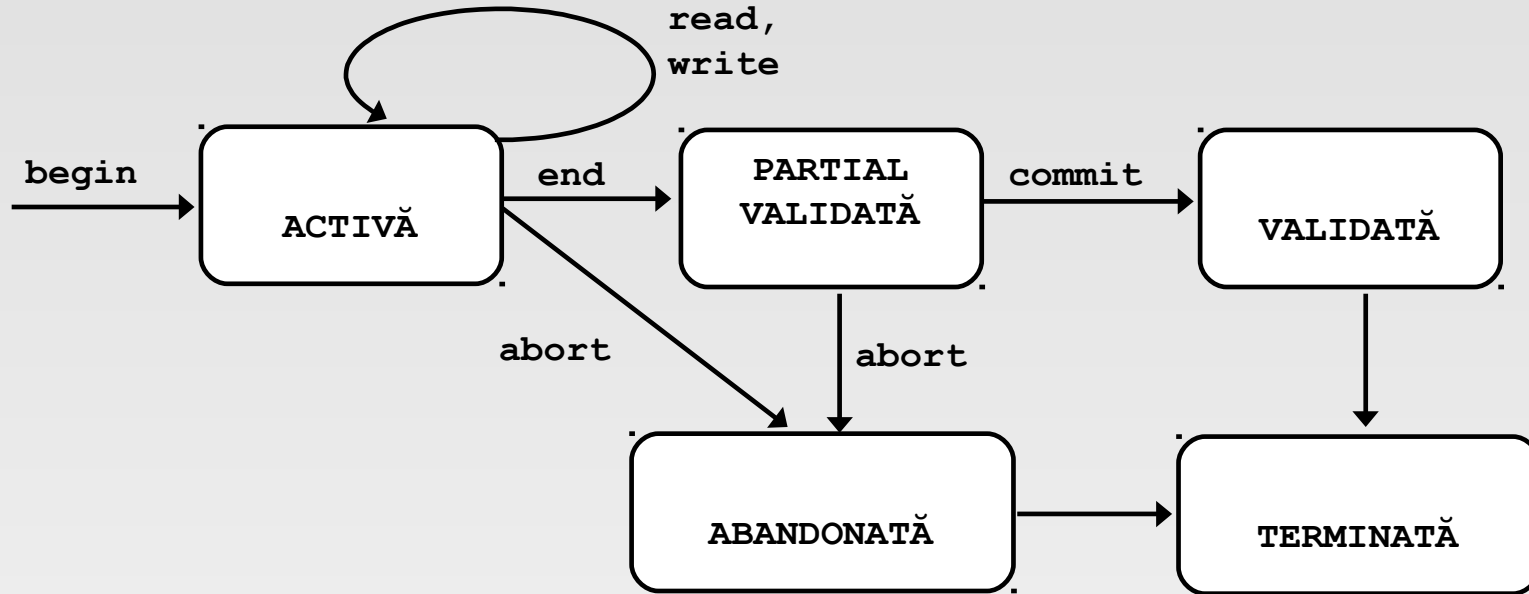 read,
write
begin
ACTIVĂ
end
PARTIAL
VALIDATĂ
commit
VALIDATĂ
abort
abort
ABANDONATĂ
TERMINATĂ